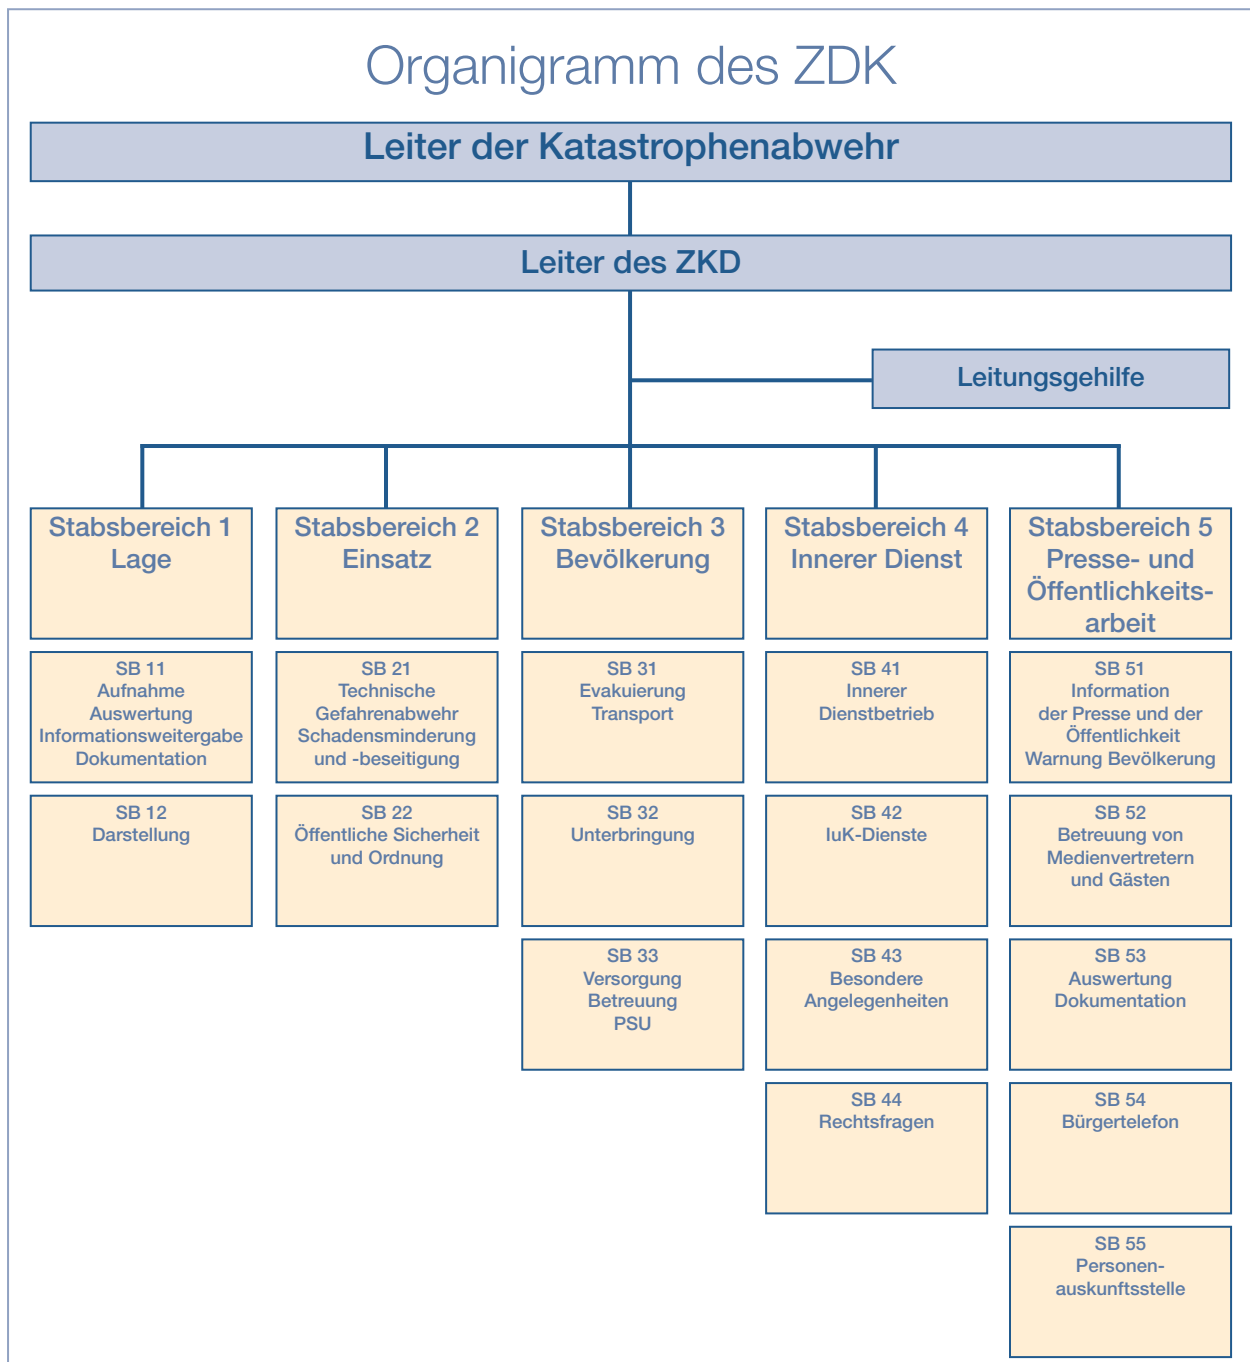 Organigramm des ZDK
Leiter der Katastrophenabwehr
Leiter des ZKD
Leitungsgehilfe
Stabsbereich 1
Lage
Stabsbereich 2
Einsatz
Stabsbereich 3
Bevölkerung
Stabsbereich 4
Innerer Dienst
Stabsbereich 5
Presse- und
Öffentlichkeits-
arbeit
SB 11
Aufnahme
Auswertung
Informationsweitergabe
Dokumentation
SB 21
Technische
Gefahrenabwehr
Schadensminderung
und -beseitigung
SB 31
Evakuierung
Transport
SB 41
Innerer
Dienstbetrieb
SB 51
Information
der Presse und der
Öffentlichkeit
Warnung Bevölkerung
SB 12
Darstellung
SB 22
Öffentliche Sicherheit
und Ordnung
SB 32
Unterbringung
SB 42
IuK-Dienste
SB 52
Betreuung von
Medienvertretern
und Gästen
SB 33
Versorgung
Betreuung
PSU
SB 43
Besondere
Angelegenheiten
SB 53
Auswertung
Dokumentation
SB 44
Rechtsfragen
SB 54
Bürgertelefon
SB 55
Personen-
auskunftsstelle